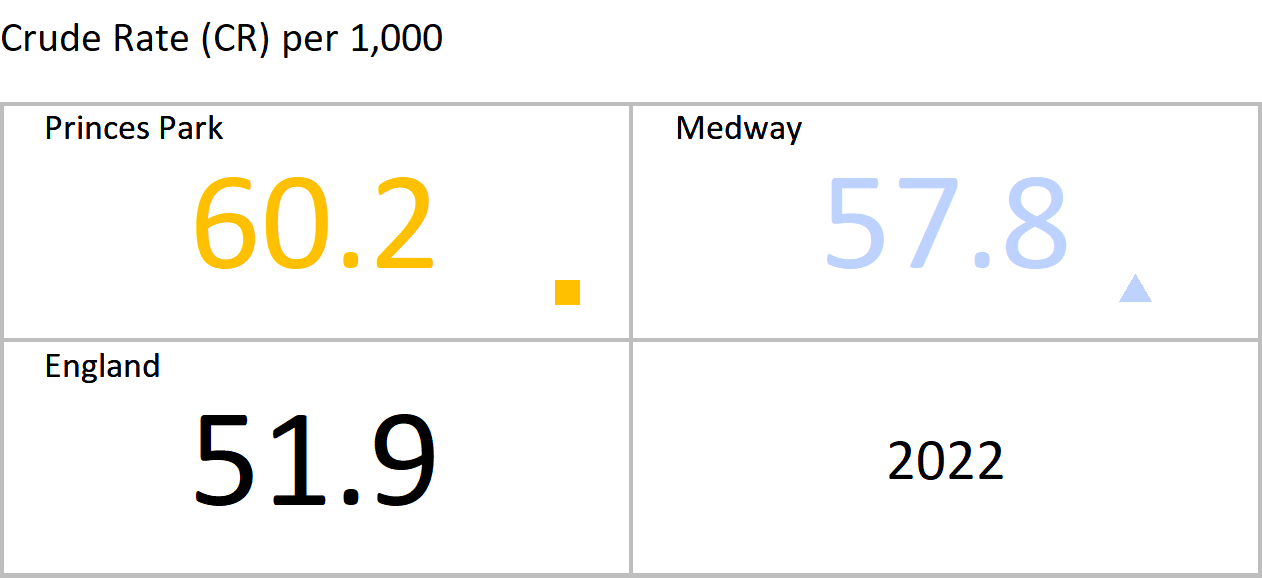 Crude Rate (CR) per 1,000
Princes Park
60.2
Medway
57.8
England
51.9
2022